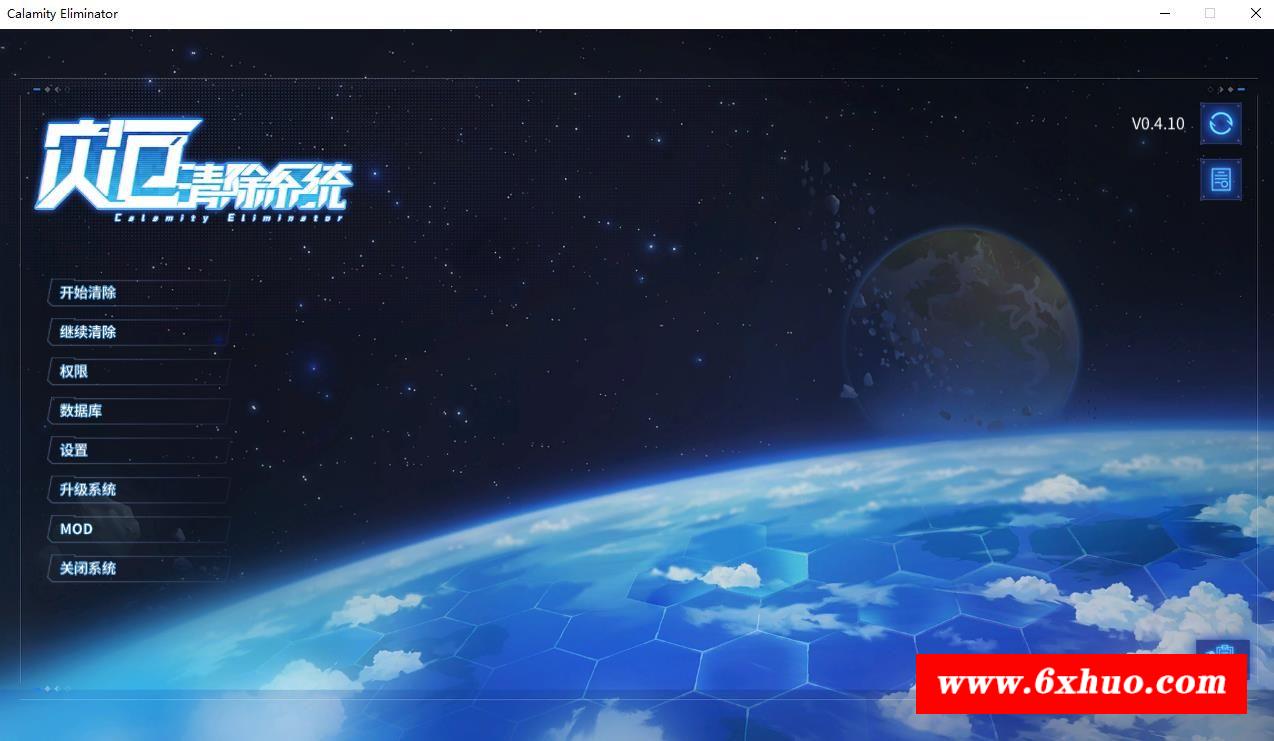 Calamity Eliminator
灾厄清除系统
Calamity Eliminator
V0.4.10
开始清除
继续清除
权限
数据库
设置
升级系统
MOD
关闭系统
www.6xhuo.com